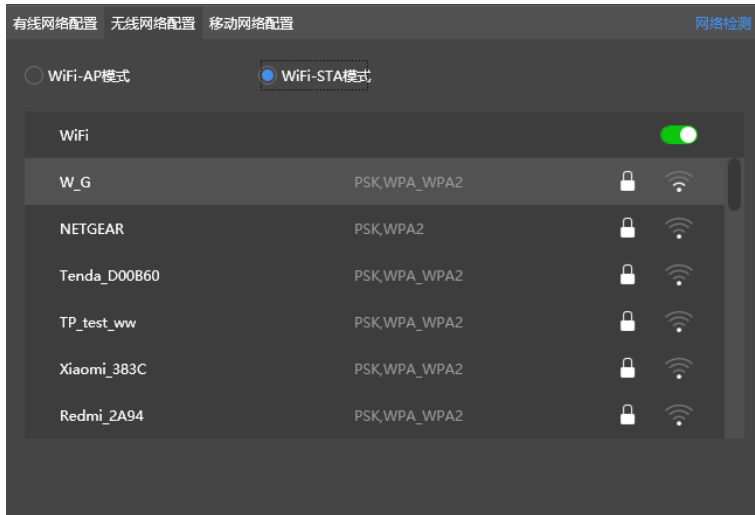 有线网络配置 无线网络配置 移动网络配置 网络检测
WiFi-AP模式 WiFi-STA模式
WiFi
W_G PSK,WPA_WPA2
NETGEAR PSK,WPA2
Tenda_D00B60 PSK,WPA_WPA2
TP_test_ww PSK,WPA_WPA2
Xiaomi_383C PSK,WPA_WPA2
Redmi_2A94 PSK,WPA_WPA2